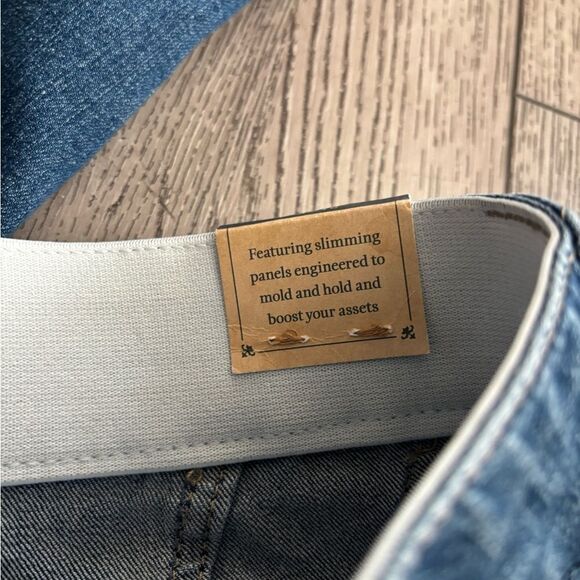 Featuring slimming
panels engineered to
mold and hold and
boost your assets